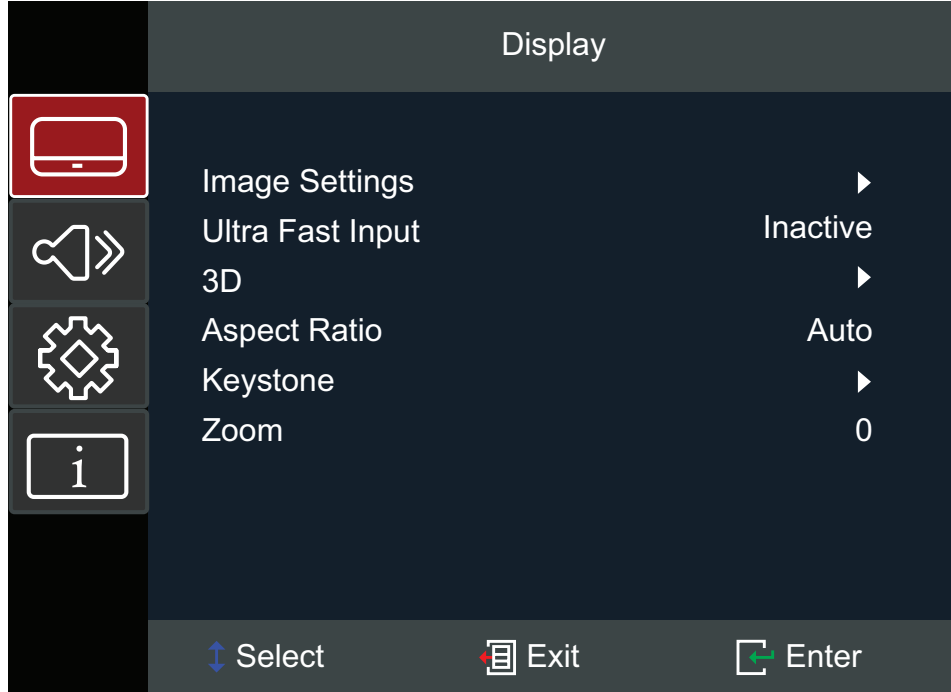 Display
Image Settings
Ultra Fast Input Inactive
3D
Aspect Ratio Auto
Keystone
Zoom 0
i
Select Exit Enter